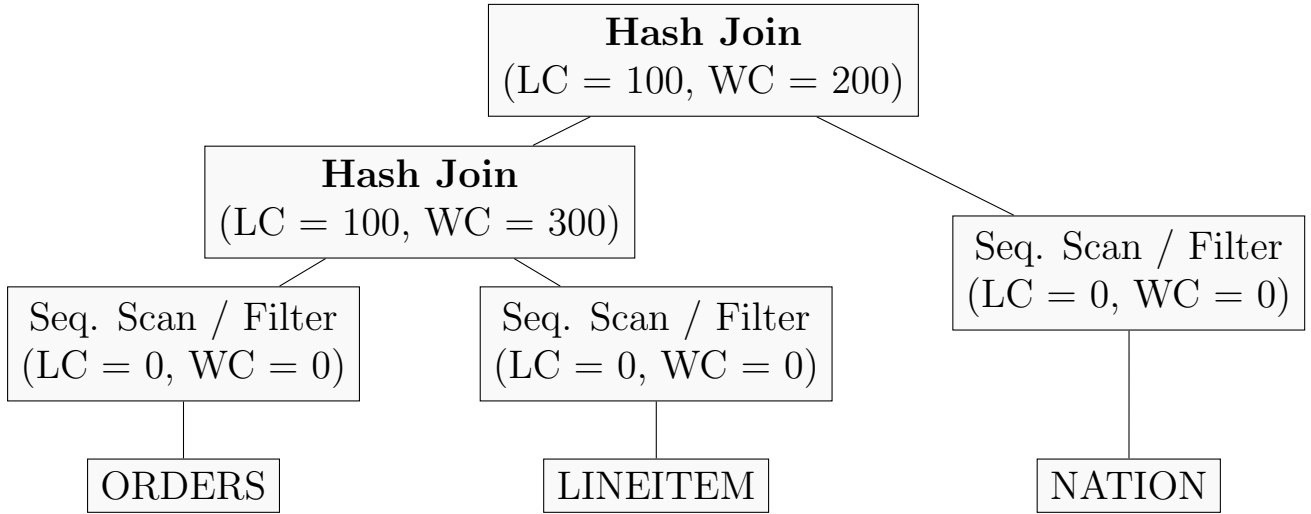 Hash Join
(LC = 100, WC = 200)
Hash Join
(LC = 100, WC = 300)
Seq. Scan / Filter
(LC = 0, WC = 0)
Seq. Scan / Filter
(LC = 0, WC = 0)
Seq. Scan / Filter
(LC = 0, WC = 0)
ORDERS
LINEITEM
NATION